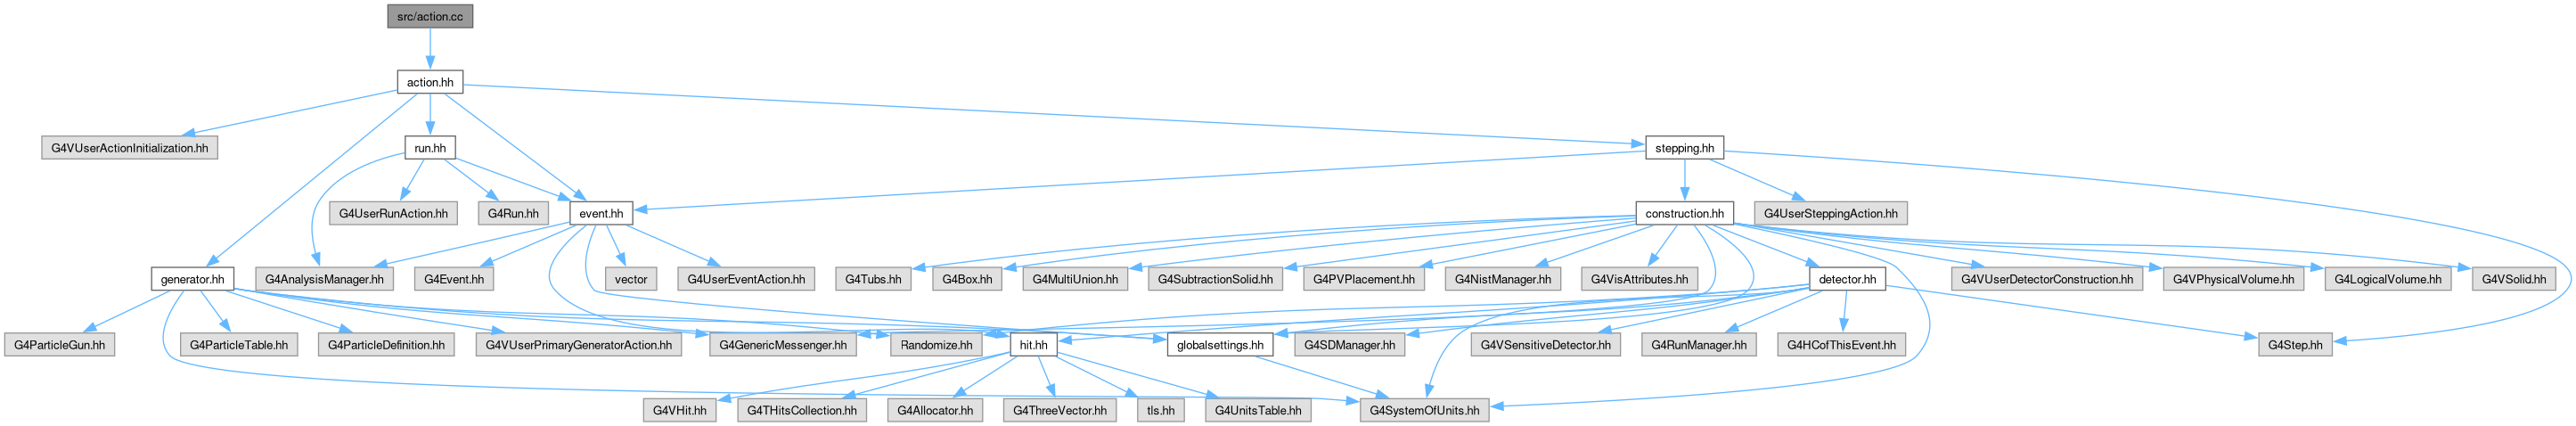 src/action.cc
action.hh
G4VUserActionInitialization.hh
run.hh
stepping.hh
G4UserRunAction.hh
G4Run.hh
event.hh
construction.hh
G4UserSteppingAction.hh
generator.hh
G4AnalysisManager.hh
G4Event.hh
vector
G4UserEventAction.hh
G4Tubs.hh
G4Box.hh
G4MultiUnion.hh
G4SubtractionSolid.hh
G4PVPlacement.hh
G4NistManager.hh
G4VisAttributes.hh
detector.hh
G4VUserDetectorConstruction.hh
G4VPhysicalVolume.hh
G4LogicalVolume.hh
G4VSolid.hh
G4ParticleGun.hh
G4ParticleTable.hh
G4ParticleDefinition.hh
G4VUserPrimaryGeneratorAction.hh
G4GenericMessenger.hh
Randomize.hh
hit.hh
globalsettings.hh
G4SDManager.hh
G4VSensitiveDetector.hh
G4RunManager.hh
G4HCofThisEvent.hh
G4Step.hh
G4VHit.hh
G4THitsCollection.hh
G4Allocator.hh
G4ThreeVector.hh
tls.hh
G4UnitsTable.hh
G4SystemOfUnits.hh